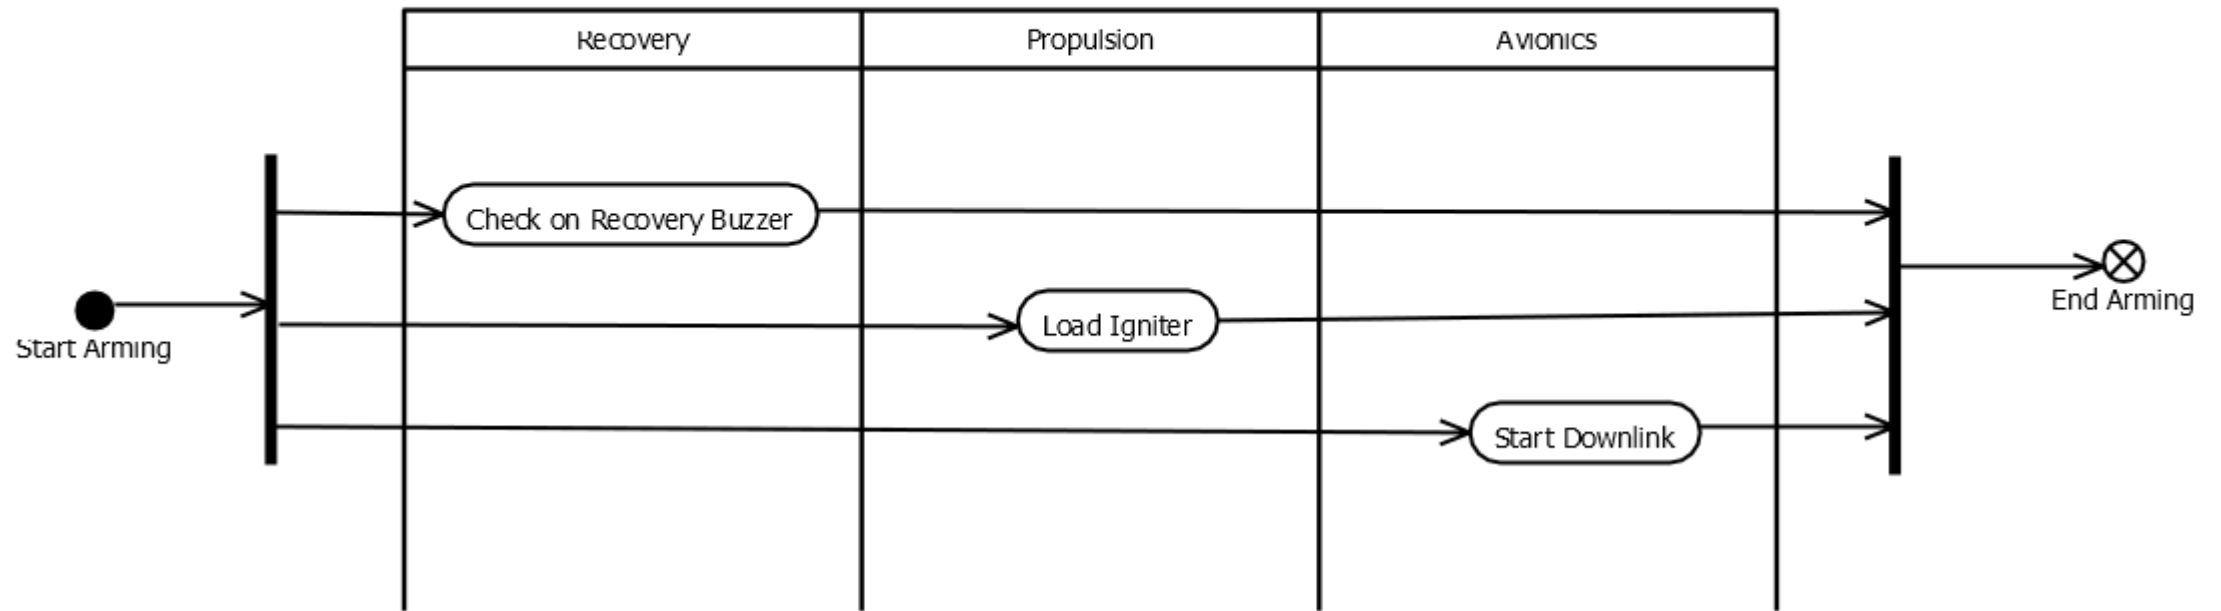 Recovery
Propulsion
Avionics
Check on Recovery Buzzer
Load Igniter
Start Downlink
Start Arming
End Arming